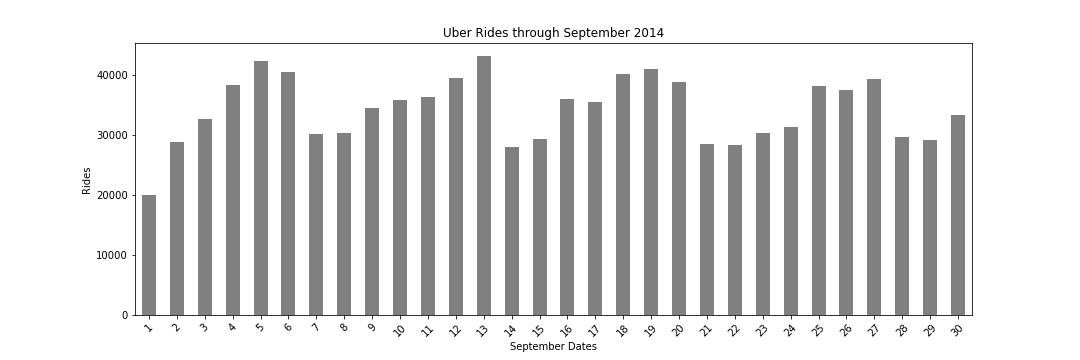 Uber Rides through September 2014
Rides
40000
30000
20000
10000
0
1 2 3 4 5 6 7 8 9 10 11 12 13 14 15 16 17 18 19 20 21 22 23 24 25 26 27 28 29 30
September Dates